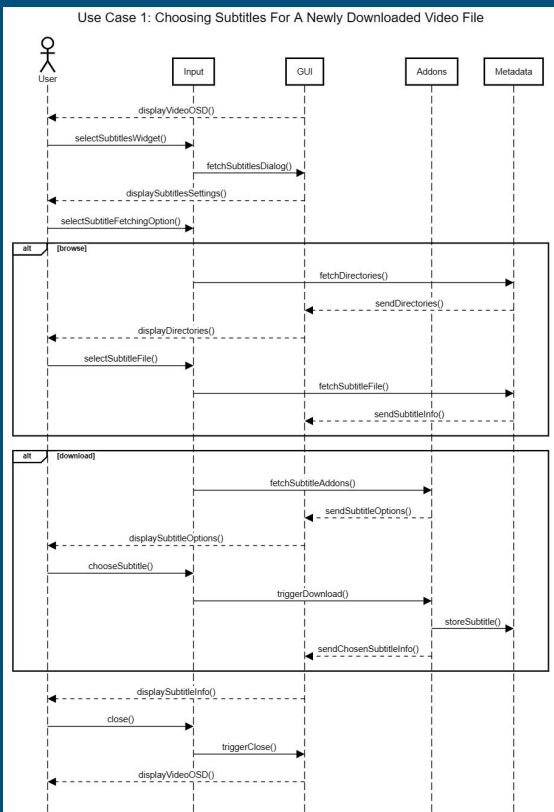 Use Case 1: Choosing Subtitles For A Newly Downloaded Video File
User
Input
GUI
Addons
Metadata
displayVideoOSD()
selectSubtitlesWidget()
fetchSubtitlesDialog()
displaySubtitlesSettings()
selectSubtitleFetchingOption()
alt [browse]
fetchDirectories()
sendDirectories()
displayDirectories()
selectSubtitleFile()
fetchSubtitleFile()
sendSubtitleInfo()
alt [download]
fetchSubtitleAddons()
sendSubtitleOptions()
displaySubtitleOptions()
chooseSubtitle()
triggerDownload()
storeSubtitle()
sendChosenSubtitleInfo()
displaySubtitleInfo()
close()
triggerClose()
displayVideoOSD()